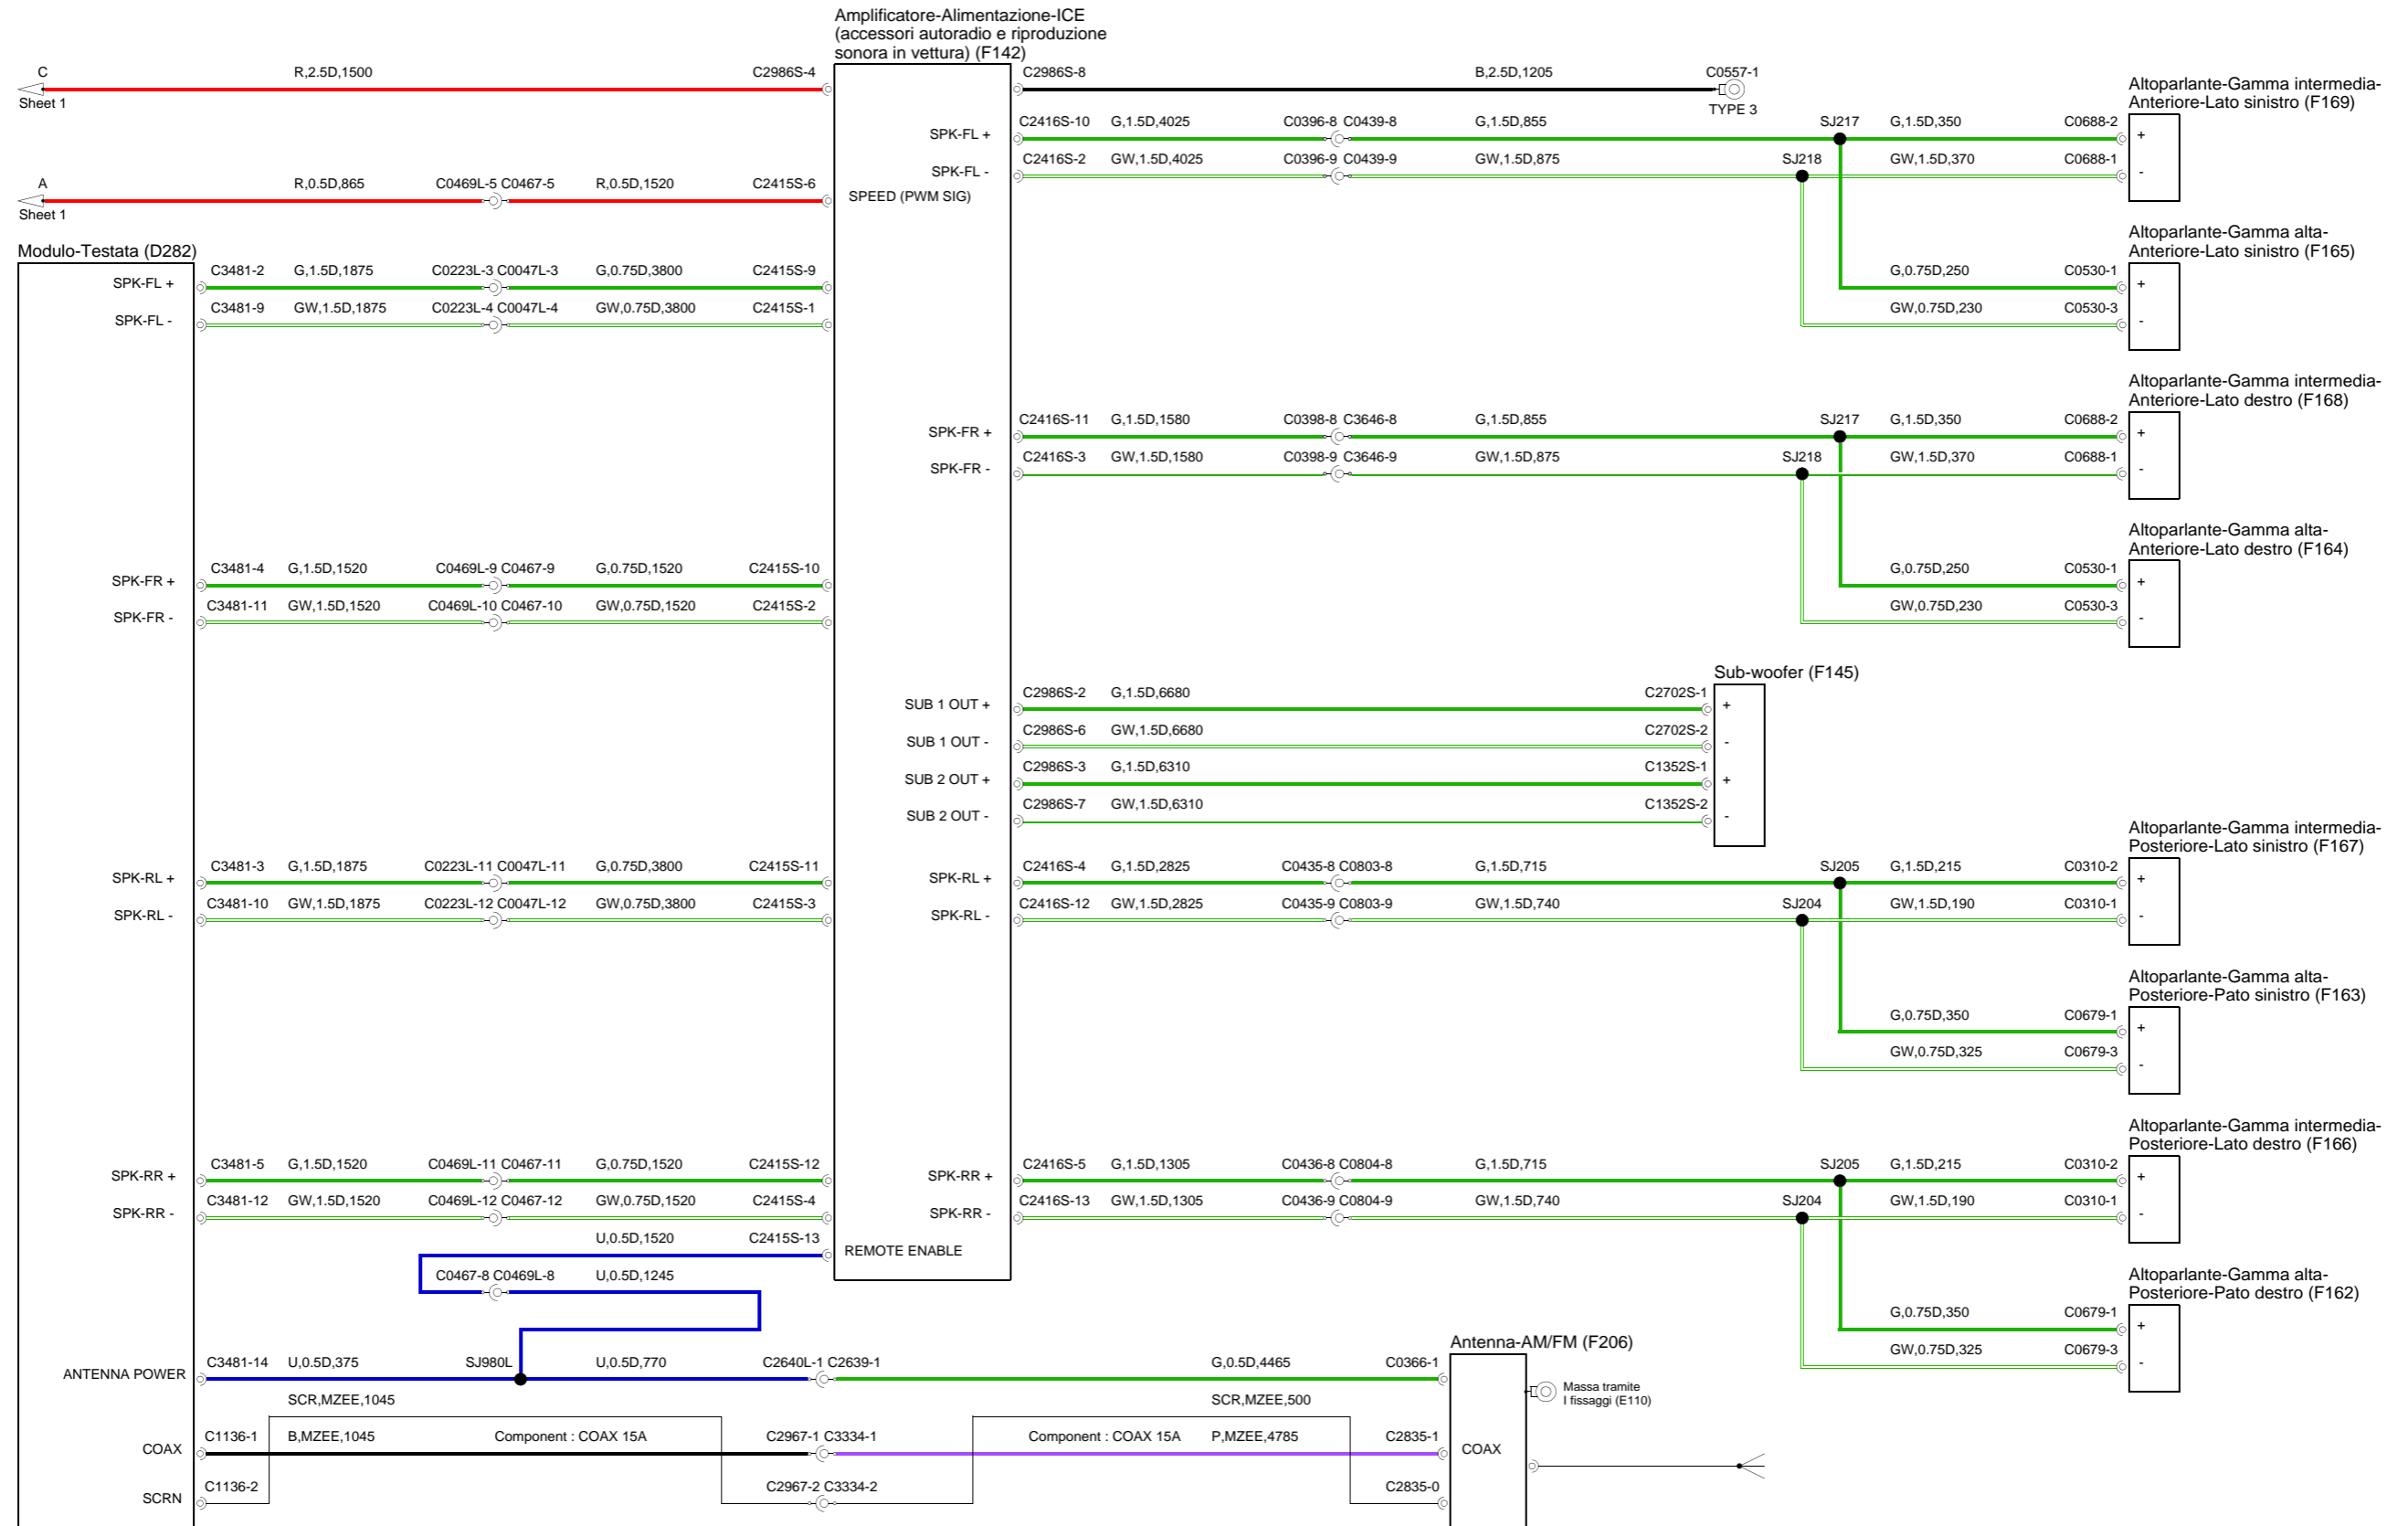 Amplificatore-Alimentazione-ICE
(accessori autoradio e riproduzione
sonora in vettura) (F142)
C R,2.5D,1500 C2986S-4 C2986S-8 B,2.5D,1205 C0557-1
Sheet 1
TYPE 3
Altoparlante-Gamma intermedia-
Anteriore-Lato sinistro (F169)
SPK-FL + C2416S-10 G,1.5D,4025 C0396-8 C0439-8 G,1.5D,855 SJ217 G,1.5D,350 C0688-2 +
SPK-FL - C2416S-2 GW,1.5D,4025 C0396-9 C0439-9 GW,1.5D,875 SJ218 GW,1.5D,370 C0688-1 -
A R,0.5D,865 C0469L-5 C0467-5 R,0.5D,1520 C2415S-6 SPEED (PWM SIG)
Sheet 1
Modulo-Testata (D282)
Altoparlante-Gamma alta-
Anteriore-Lato sinistro (F165)
SPK-FL + C3481-2 G,1.5D,1875 C0223L-3 C0047L-3 G,0.75D,3800 C2415S-9 G,0.75D,250 C0530-1 +
SPK-FL - C3481-9 GW,1.5D,1875 C0223L-4 C0047L-4 GW,0.75D,3800 C2415S-1 GW,0.75D,230 C0530-3 -
Altoparlante-Gamma intermedia-
Anteriore-Lato destro (F168)
SPK-FR + C2416S-11 G,1.5D,1580 C0398-8 C3646-8 G,1.5D,855 SJ217 G,1.5D,350 C0688-2 +
SPK-FR - C2416S-3 GW,1.5D,1580 C0398-9 C3646-9 GW,1.5D,875 SJ218 GW,1.5D,370 C0688-1 -
Altoparlante-Gamma alta-
Anteriore-Lato destro (F164)
SPK-FR + C3481-4 G,1.5D,1520 C0469L-9 C0467-9 G,0.75D,1520 C2415S-10 G,0.75D,250 C0530-1 +
SPK-FR - C3481-11 GW,1.5D,1520 C0469L-10 C0467-10 GW,0.75D,1520 C2415S-2 GW,0.75D,230 C0530-3 -
Sub-woofer (F145)
SUB 1 OUT + C2986S-2 G,1.5D,6680 C2702S-1 +
SUB 1 OUT - C2986S-6 GW,1.5D,6680 C2702S-2 -
SUB 2 OUT + C2986S-3 G,1.5D,6310 C1352S-1 +
SUB 2 OUT - C2986S-7 GW,1.5D,6310 C1352S-2 -
Altoparlante-Gamma intermedia-
Posteriore-Lato sinistro (F167)
SPK-RL + C3481-3 G,1.5D,1875 C0223L-11 C0047L-11 G,0.75D,3800 C2415S-11 SPK-RL + C2416S-4 G,1.5D,2825 C0435-8 C0803-8 G,1.5D,715 SJ205 G,1.5D,215 C0310-2 +
SPK-RL - C3481-10 GW,1.5D,1875 C0223L-12 C0047L-12 GW,0.75D,3800 C2415S-3 SPK-RL - C2416S-12 GW,1.5D,2825 C0435-9 C0803-9 GW,1.5D,740 SJ204 GW,1.5D,190 C0310-1 -
Altoparlante-Gamma alta-
Posteriore-Pato sinistro (F163)
G,0.75D,350 C0679-1 +
GW,0.75D,325 C0679-3 -
Altoparlante-Gamma intermedia-
Posteriore-Lato destro (F166)
SPK-RR + C3481-5 G,1.5D,1520 C0469L-11 C0467-11 G,0.75D,1520 C2415S-12 SPK-RR + C2416S-5 G,1.5D,1305 C0436-8 C0804-8 G,1.5D,715 SJ205 G,1.5D,215 C0310-2 +
SPK-RR - C3481-12 GW,1.5D,1520 C0469L-12 C0467-12 GW,0.75D,1520 C2415S-4 SPK-RR - C2416S-13 GW,1.5D,1305 C0436-9 C0804-9 GW,1.5D,740 SJ204 GW,1.5D,190 C0310-1 -
U,0.5D,1520 C2415S-13 REMOTE ENABLE
C0467-8 C0469L-8 U,0.5D,1245
Altoparlante-Gamma alta-
Posteriore-Pato destro (F162)
G,0.75D,350 C0679-1 +
GW,0.75D,325 C0679-3 -
Antenna-AM/FM (F206)
ANTENNA POWER C3481-14 U,0.5D,375 SJ980L U,0.5D,770 C2640L-1 C2639-1 G,0.5D,4465 C0366-1
Massa tramite
I fissaggi (E110)
SCR,MZEE,1045 SCR,MZEE,500
COAX C1136-1 B,MZEE,1045 Component : COAX 15A C2967-1 C3334-1 Component : COAX 15A P,MZEE,4785 C2835-1 COAX
SCRN C1136-2 C2967-2 C3334-2 C2835-0